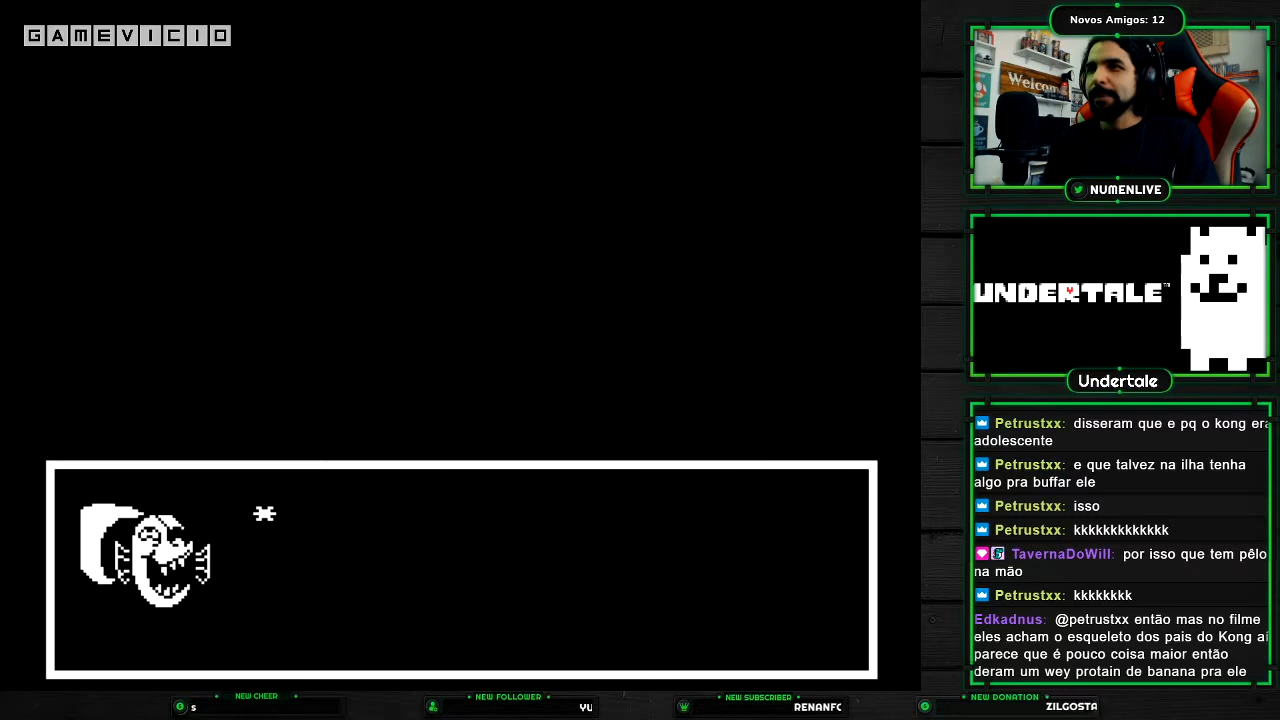 GAMEVICIO
Novos Amigos: 12
Welcom
NUMENLIVE
UNDERTALE
Undertale
Petrustxx: disseram que e pq o kong era
adolescente
Petrustxx: e que talvez na ilha tenha
algo pra buffar ele
Petrustxx: isso
Petrustxx: kkkkkkkkkkkkk
TavernaDoWill: por isso que tem pêlo
na mão
Petrustxx: kkkkkkkk
Edkadnus: @petrustxx então mas no filme
eles acham o esqueleto dos pais do Kong aí
parece que é pouco coisa maior então
deram um wey protain de banana pra ele
*
NEW CHEER
s
NEW FOLLOWER
YU
NEW SUBSCRIBER
RENANFC
NEW DONATION
ZILGOSTA